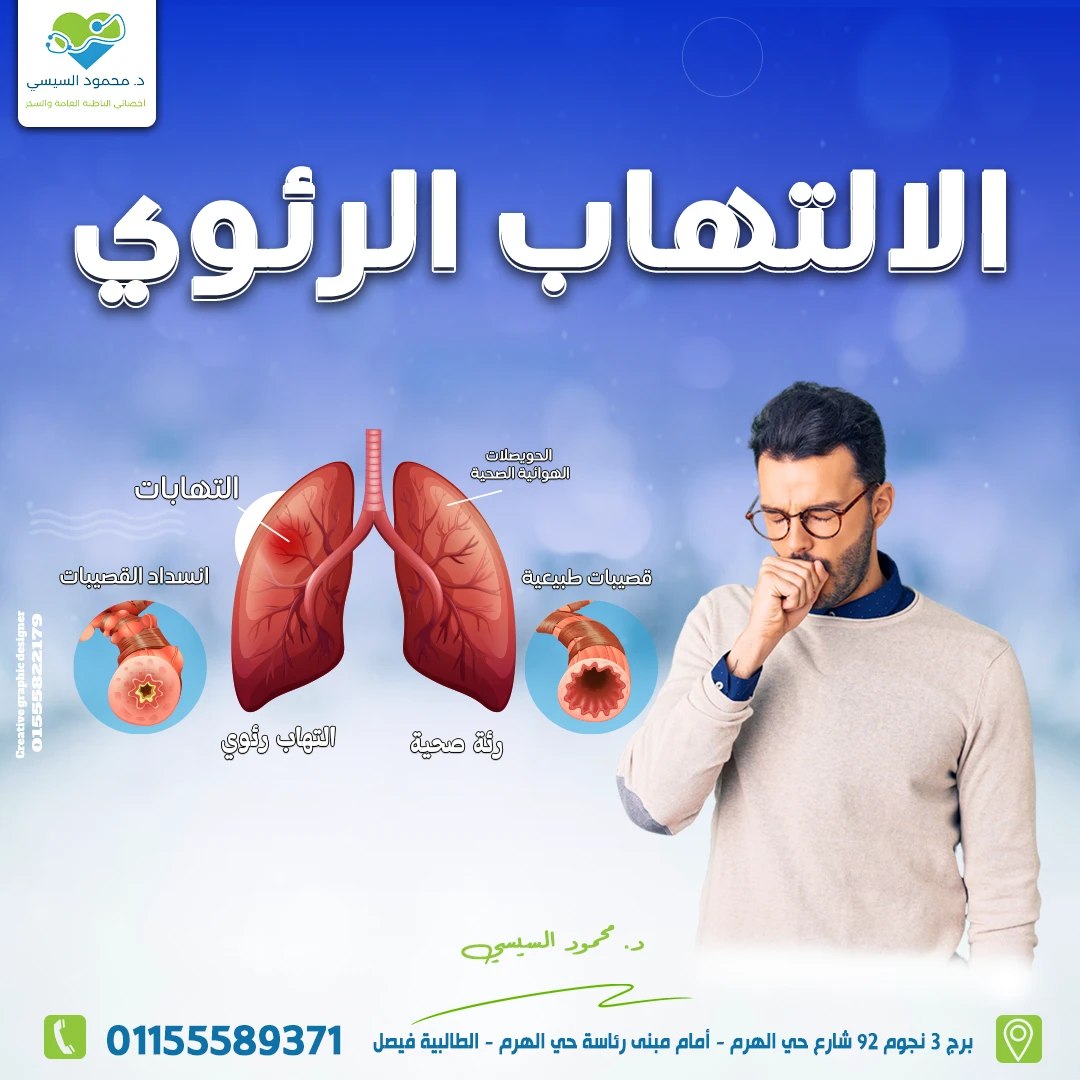 د. محمود السيسي
أخصائي الباطنة العامة والسكر
الالتهاب الرئوي
الحويصلات
الهوائية الصحية
التهابات
انسداد القصيبات
قصيبات طبيعية
التهاب رئوي
رئة صحية
Creative graphic designer
01555822179
د. محمود السيسي
برج 3 نجوم 92 شارع حي الهرم - أمام مبنى رئاسة حي الهرم - الطالبية فيصل
01155589371